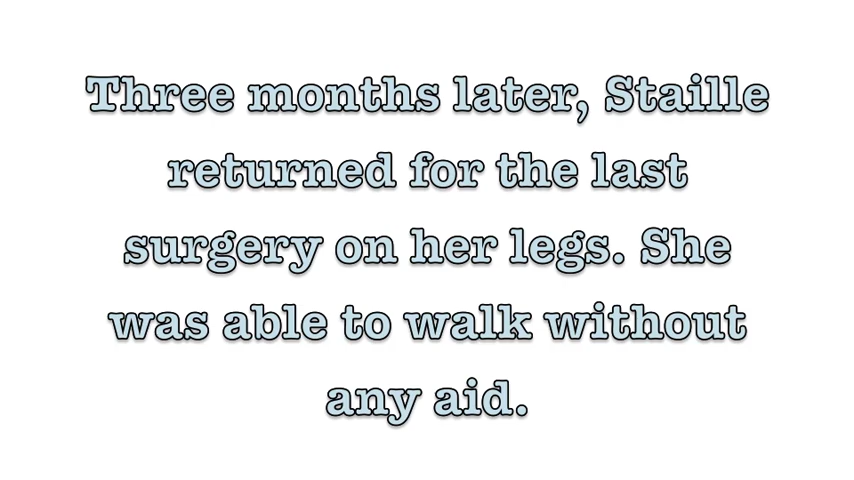 Three months later, Staille
returned for the last
surgery on her legs. She
was able to walk without
any aid.